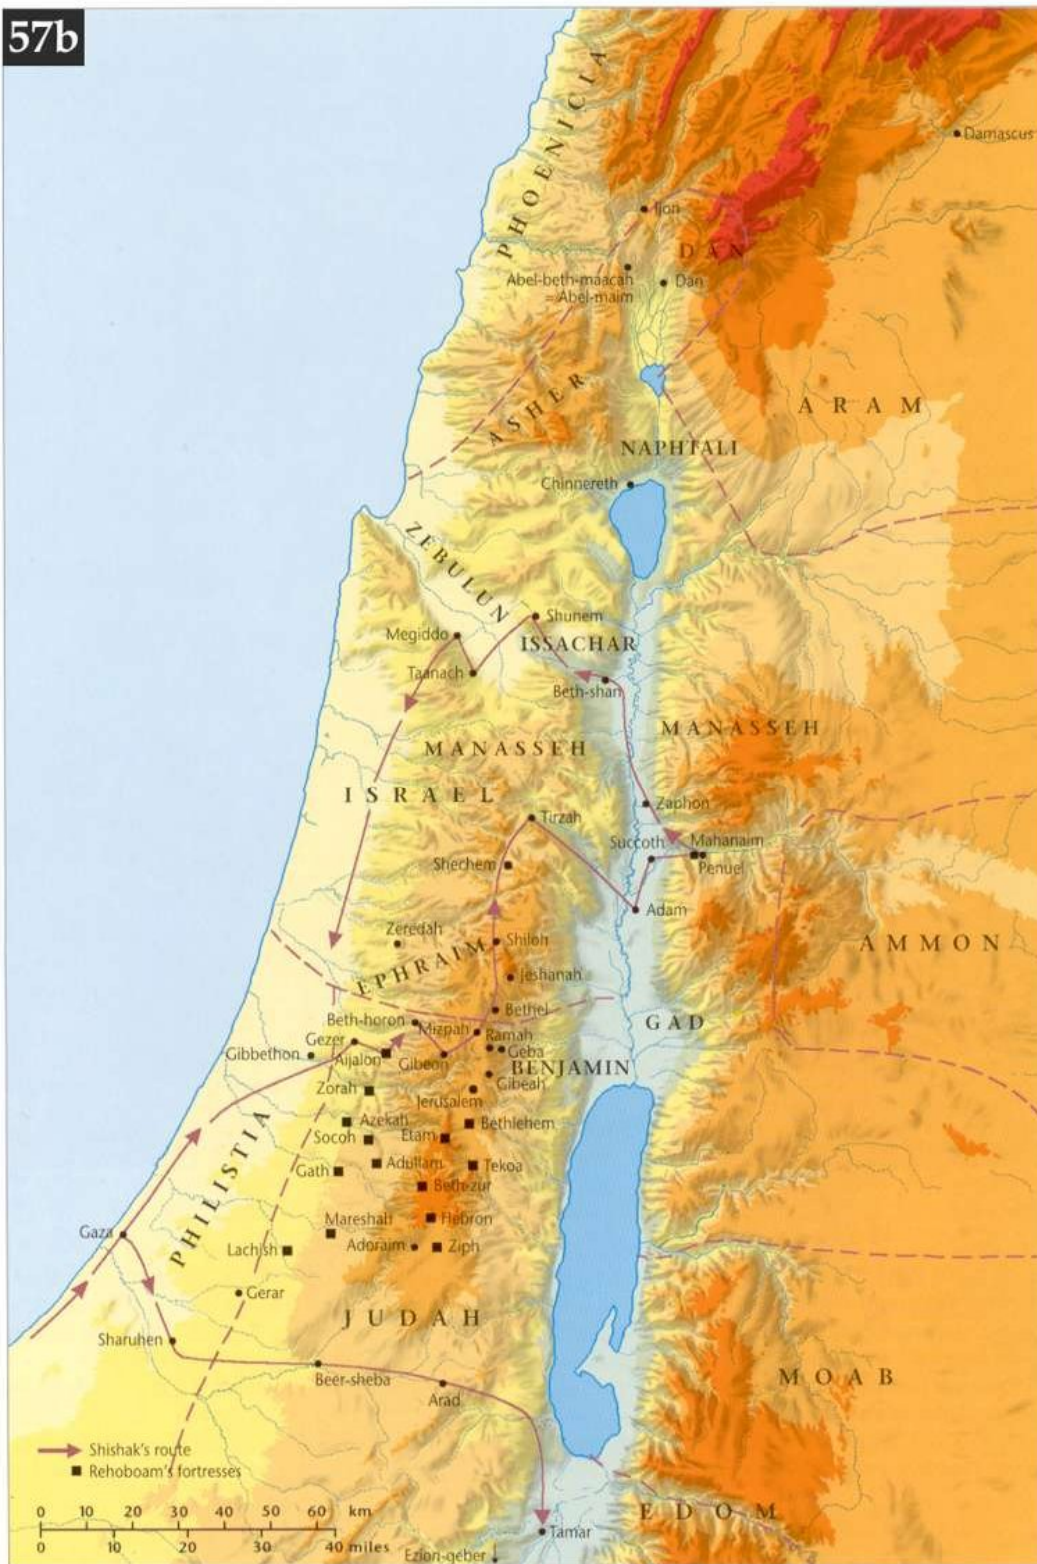 57b
PHOENICIA
Damascus
Ijon
DAN
Abel-beth-maacah
= Abel-maim
Dan
ASHER
ARAM
NAPHTALI
Chinnereth
ZEBULUN
Shunem
Megiddo
ISSACHAR
Taanach
Beth-shan
MANASSEH
MANASSEH
ISRAEL
Zaphon
Tirzah
Succoth
Mahanaim
Shechem
Penuel
Adam
Zeredah
Shiloh
AMMON
EPHRAIM
Jeshanah
Bethel
Beth-horon
Mizpah
GAD
Gezer
Ramah
Gibbethon
Aijalon
Gibeon
Geba
BENJAMIN
Zorah
Gibeah
Jerusalem
PHILISTIA
Azekah
Bethlehem
Socoh
Etam
Gath
Adullam
Tekoa
Beth-zur
Mareshah
Hebron
Gaza
Lachish
Adoraim
Ziph
Gerar
JUDAH
Sharuhen
Beer-sheba
MOAB
Arad
Shishak's route
Rehoboam's fortresses
0 10 20 30 40 50 60 km
0 10 20 30 40 miles
EDOM
Tamar
Ezion-geber